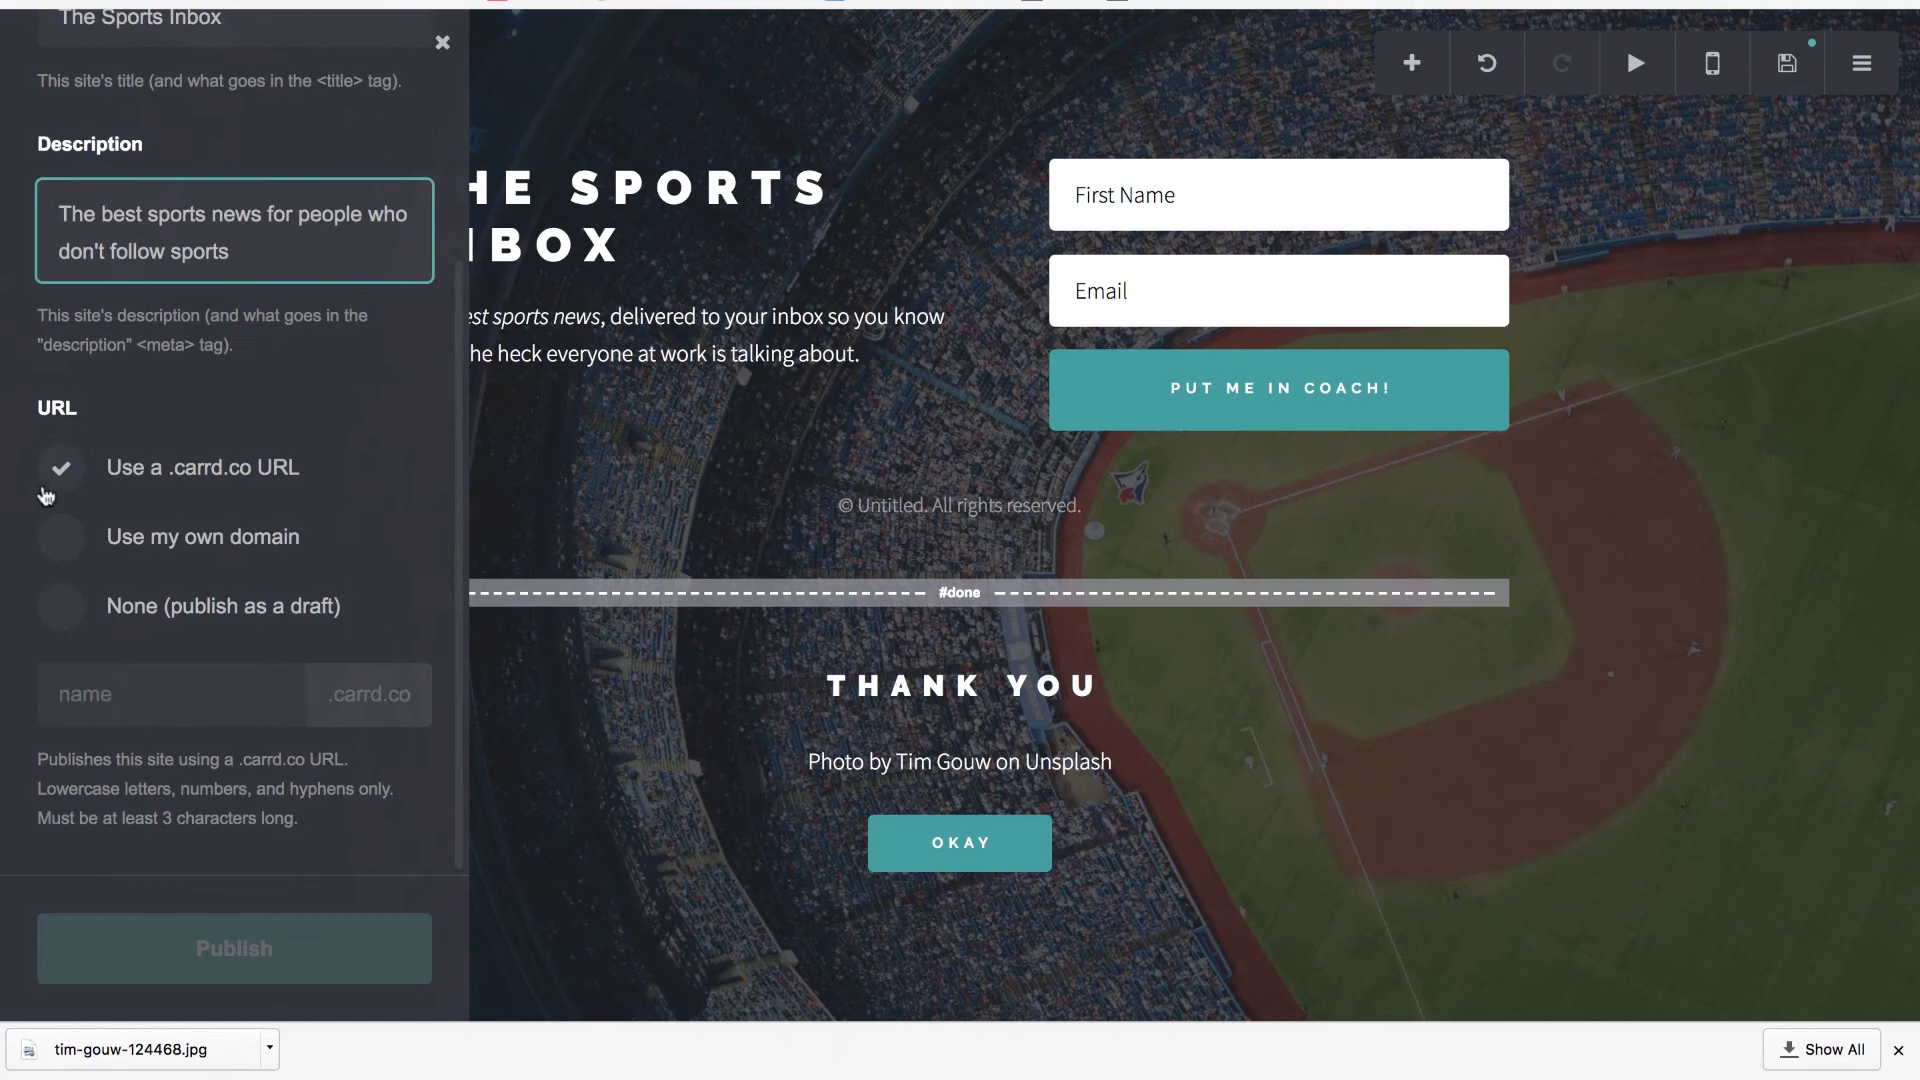 The Sports Inbox
This site's title (and what goes in the <title> tag).
Description
The best sports news for people who
don't follow sports
This site's description (and what goes in the
"description" <meta> tag).
URL
Use a .carrd.co URL
Use my own domain
None (publish as a draft)
name .carrd.co
Publishes this site using a .carrd.co URL.
Lowercase letters, numbers, and hyphens only.
Must be at least 3 characters long.
Publish
HE SPORTS
NBOX
est sports news, delivered to your inbox so you know
he heck everyone at work is talking about.
First Name
Email
PUT ME IN COACH!
© Untitled. All rights reserved.
#done
THANK YOU
Photo by Tim Gouw on Unsplash
OKAY
tim-gouw-124468.jpg
Show All